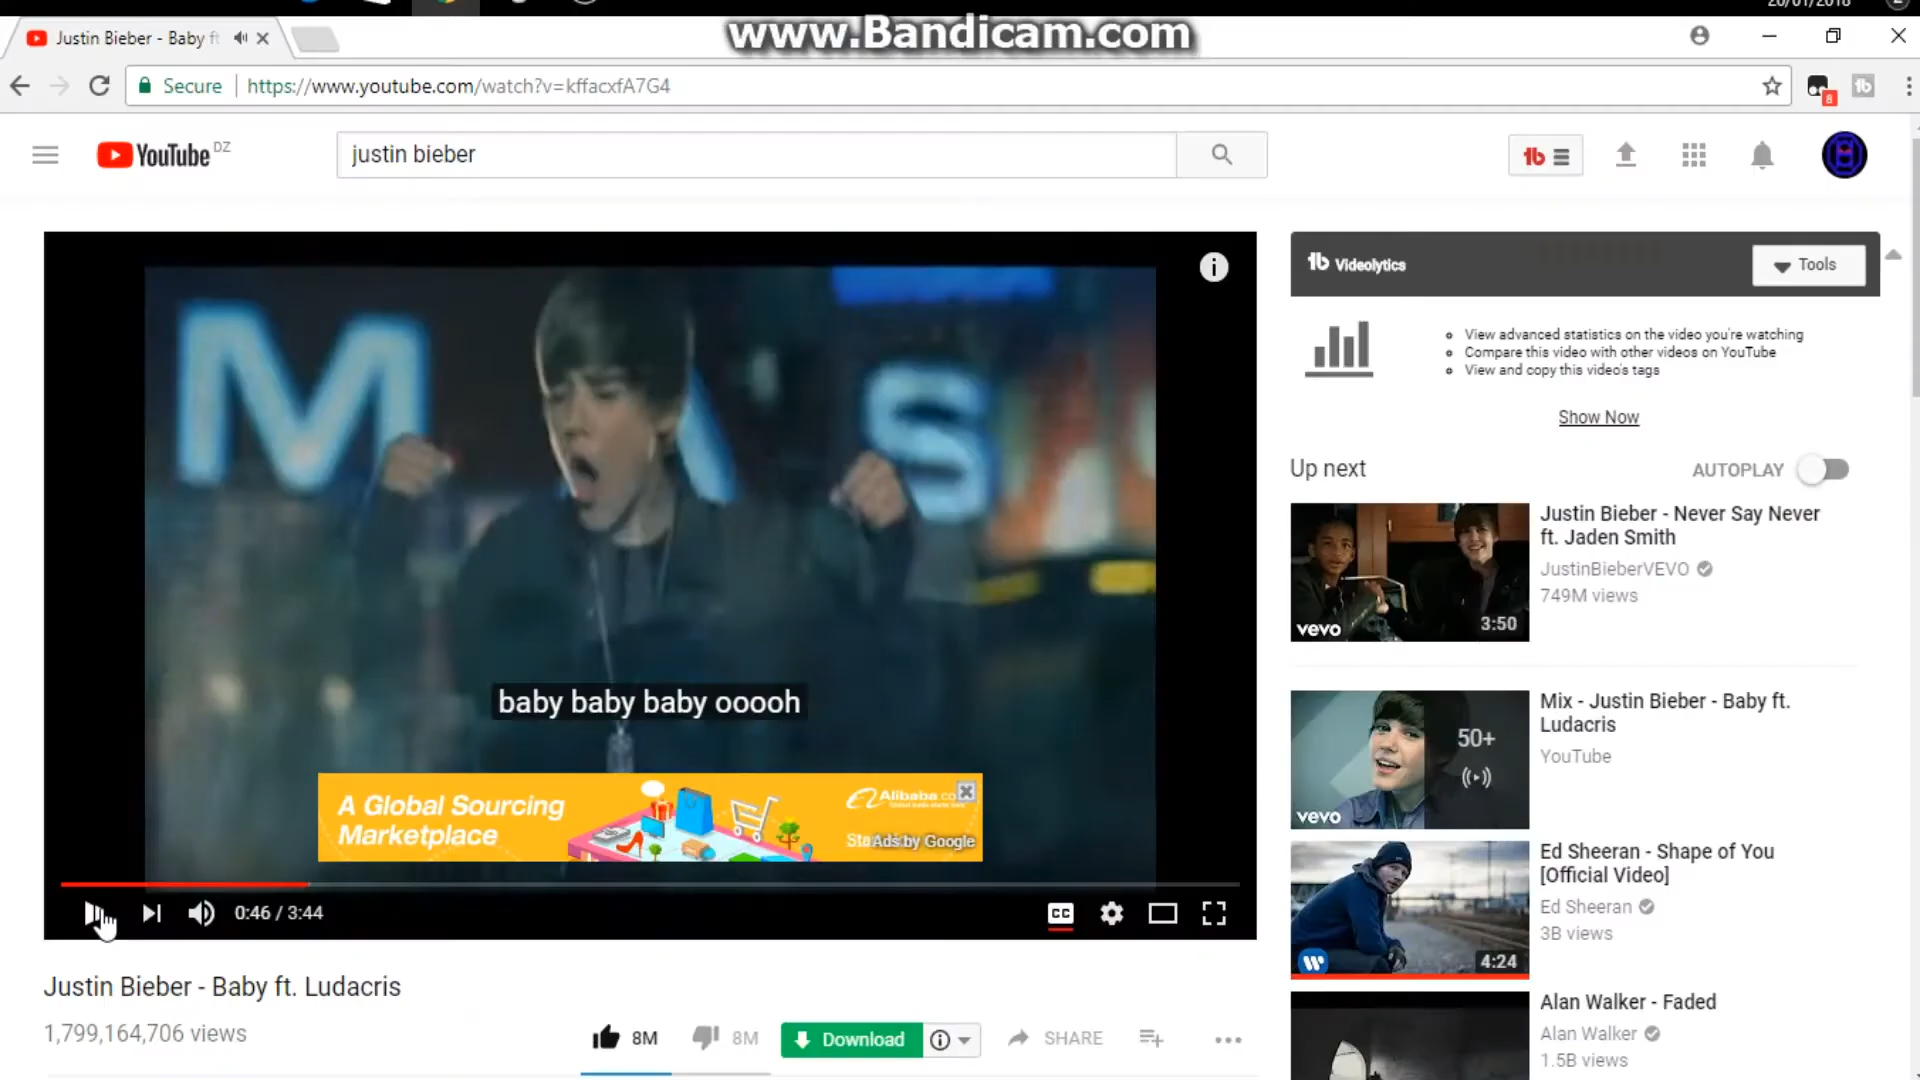 www.Bandicam.com
Justin Bieber - Baby ft
Secure
https://www.youtube.com/watch?v=kffacxfA7G4
8
YouTube DZ
justin bieber
Videolytics
Tools
View advanced statistics on the video you're watching
Compare this video with other videos on YouTube
View and copy this video's tags
Show Now
M A S
baby baby baby ooooh
A Global Sourcing
Marketplace
Alibaba.co
Ads by Google
0:46 / 3:44
CC
Justin Bieber - Baby ft. Ludacris
1,799,164,706 views
8M
8M
Download
SHARE
Up next
AUTOPLAY
Justin Bieber - Never Say Never
ft. Jaden Smith
JustinBieberVEVO
749M views
vevo
3:50
Mix - Justin Bieber - Baby ft.
Ludacris
YouTube
50+
vevo
Ed Sheeran - Shape of You
[Official Video]
Ed Sheeran
3B views
4:24
Alan Walker - Faded
Alan Walker
1.5B views